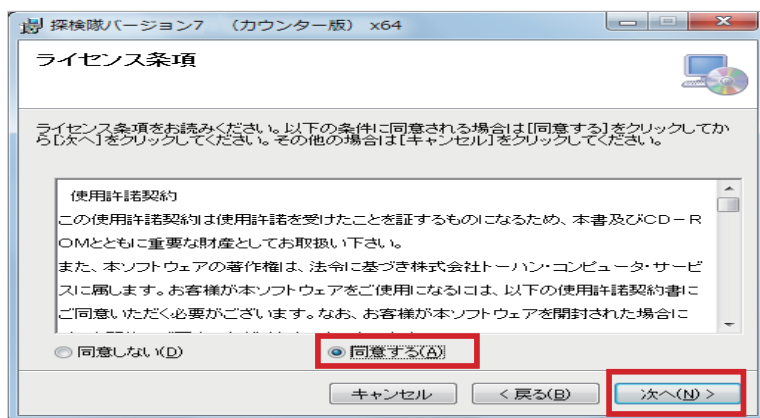 探検隊バージョン7 （カウンター版） x64
ライセンス条項
ライセンス条項をお読みください。以下の条件に同意される場合は[同意する]をクリックしてか
ら[次へ]をクリックしてください。その他の場合は[キャンセル]をクリックしてください。
使用許諾契約
この使用許諾契約は使用許諾を受けたことを証するものになるため、本書及びCD－R
OMとともに重要な財産としてお取扱い下さい。
また、本ソフトウェアの著作権は、法令に基づき株式会社トーハン・コンピュータ・サービ
スに属します。お客様が本ソフトウェアをご使用になるには、以下の使用許諾契約書に
ご同意いただく必要がございます。なお、お客様が本ソフトウェアを開封された場合に
同意しない(D) 同意する(A)
キャンセル < 戻る(B) 次へ(N) >